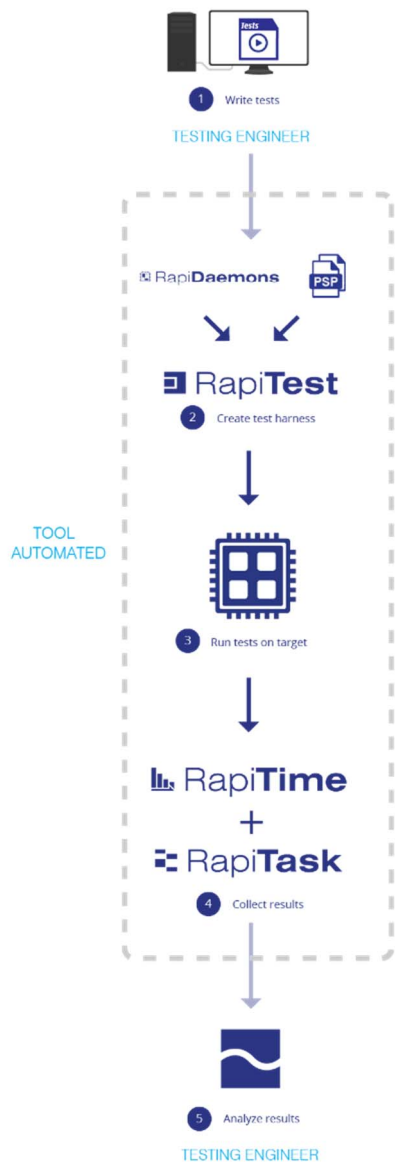 Tests
1 Write tests
TESTING ENGINEER
RapiDaemons
PSP
RapiTest
2 Create test harness
TOOL
AUTOMATED
3 Run tests on target
RapiTime
+
RapiTask
4 Collect results
5 Analyze results
TESTING ENGINEER